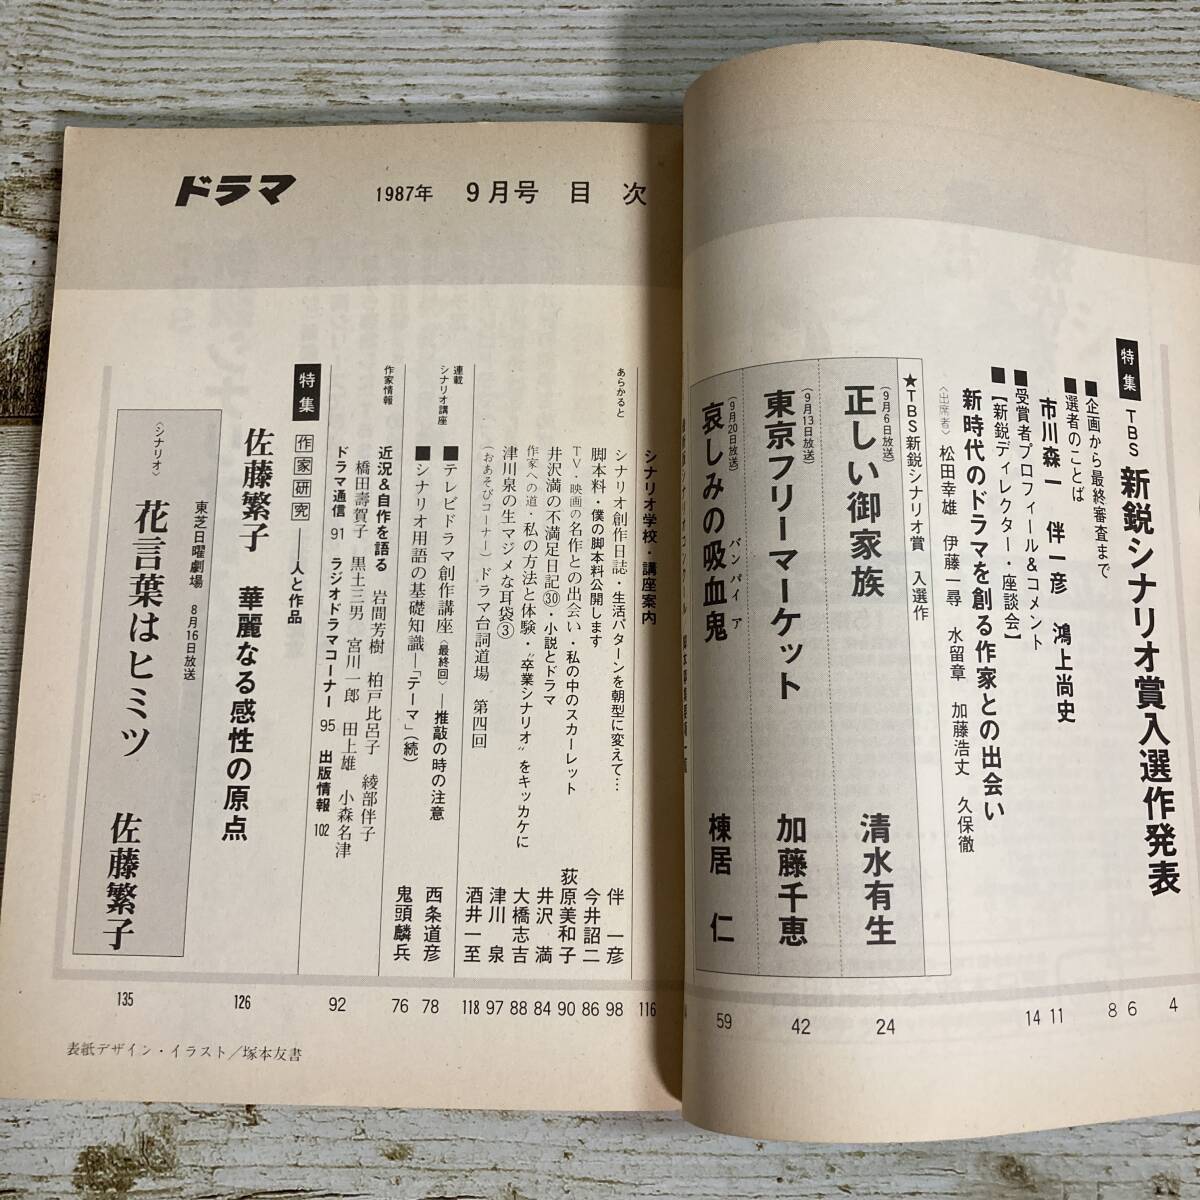 ドラマ
1987年 9月号 目次
特集
TBS 新鋭シナリオ賞入選作発表
4
■企画から最終審査まで
6
■選者のことば
8
市川森一 伴一彦 鴻上尚史
■受賞者プロフィール&コメント
11
■【新鋭ディレクター・座談会】
14
新時代のドラマを創る作家との出会い
〈出席者〉 松田幸雄 伊藤一尋 水留章 加藤浩丈 久保徹
★TBS新鋭シナリオ賞 入選作
正しい御家族
(9月6日放送)
清水有生
24
東京フリーマーケット
(9月13日放送)
加藤千恵
42
哀しみの吸血鬼
バンパイア
(9月20日放送)
棟居 仁
59
シナリオ学校・講座案内
116
あらかると
シナリオ創作日誌・生活パターンを朝型に変えて…
伴 一彦
98
脚本料・僕の脚本料公開します
今井詔二
86
TV・映画の名作との出会い・私の中のスカーレット
荻原美和子
90
井沢満の不満足日記㉚・小説とドラマ
井沢 満
84
作家への道・私の方法と体験・“卒業シナリオ”をキッカケに
大橋志吉
88
津川泉の生マジメな耳袋③
津川 泉
97
(おあそびコーナー) ドラマ台詞道場 第四回
酒井一至
118
連載
シナリオ講座
■テレビドラマ創作講座〈最終回〉―推敲の時の注意
西条道彦
78
■シナリオ用語の基礎知識―「テーマ」(続)
鬼頭麟兵
76
作家情報
近況&自作を語る
92
橋田壽賀子 岩間芳樹 柏戸比呂子 綾部伴子
黒土三男 宮川一郎 田上雄 小森名津
ドラマ通信 91 ラジオドラマコーナー 95 出版情報 102
特集
作家研究 ――人と作品
佐藤繁子 華麗なる感性の原点
126
東芝日曜劇場 8月16日放送
〈シナリオ〉
花言葉はヒミツ
佐藤繁子
135
表紙デザイン・イラスト/塚本友書